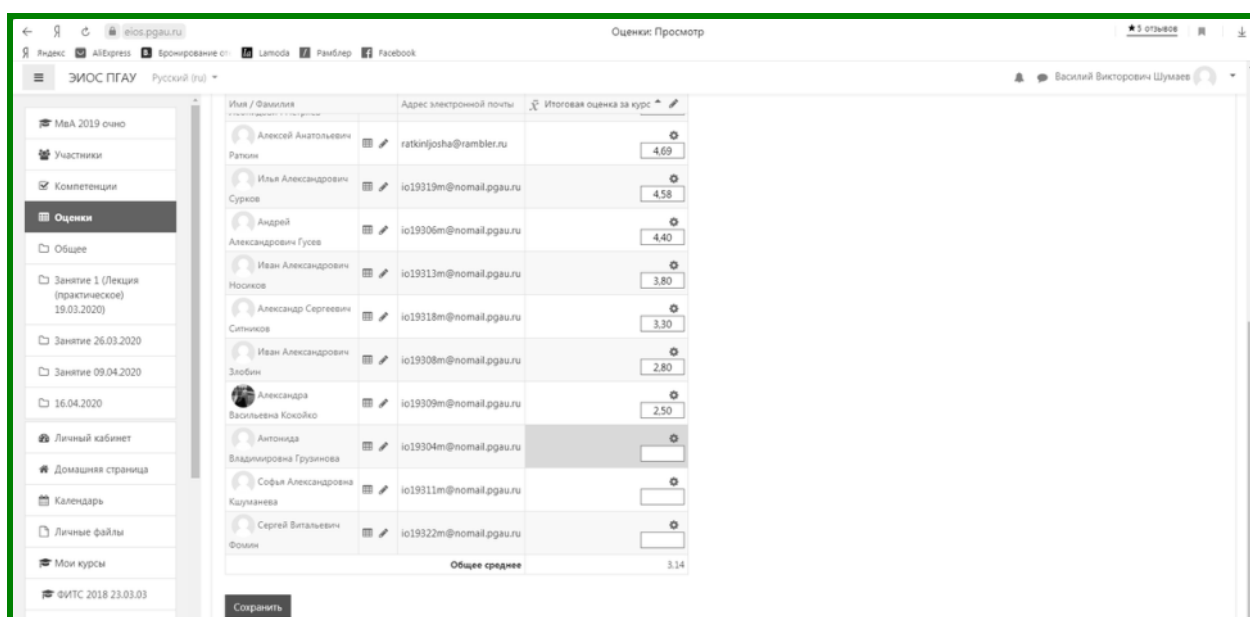 Я eios.pgau.ru Оценки: Просмотр ★5 отзывов
Я Яндекс AliExpress B. Бронирование оте la Lamoda Рамблер Facebook
ЭИОС ПГАУ Русский (ru) Василий Викторович Шумаев
Имя / Фамилия Адрес электронной почты Итоговая оценка за курс
МвА 2019 очно
Участники
Компетенции
Оценки
Общее
Занятие 1 (Лекция
(практическое)
19.03.2020)
Занятие 26.03.2020
Занятие 09.04.2020
16.04.2020
Личный кабинет
Домашняя страница
Календарь
Личные файлы
Мои курсы
ФИТС 2018 23.03.03
Алексей Анатольевич
Раткин ratkinljosha@rambler.ru 4,69
Илья Александрович
Сурков io19319m@nomail.pgau.ru 4,58
Андрей
Александрович Гусев io19306m@nomail.pgau.ru 4,40
Иван Александрович
Носиков io19313m@nomail.pgau.ru 3,80
Александр Сергеевич
Ситников io19318m@nomail.pgau.ru 3,30
Иван Александрович
Злобин io19308m@nomail.pgau.ru 2,80
Александра
Васильевна Кокойко io19309m@nomail.pgau.ru 2,50
Антонида
Владимировна Грузинова io19304m@nomail.pgau.ru
Софья Александровна
Кшуманева io19311m@nomail.pgau.ru
Сергей Витальевич
Фомин io19322m@nomail.pgau.ru
Общее среднее 3,14
Сохранить